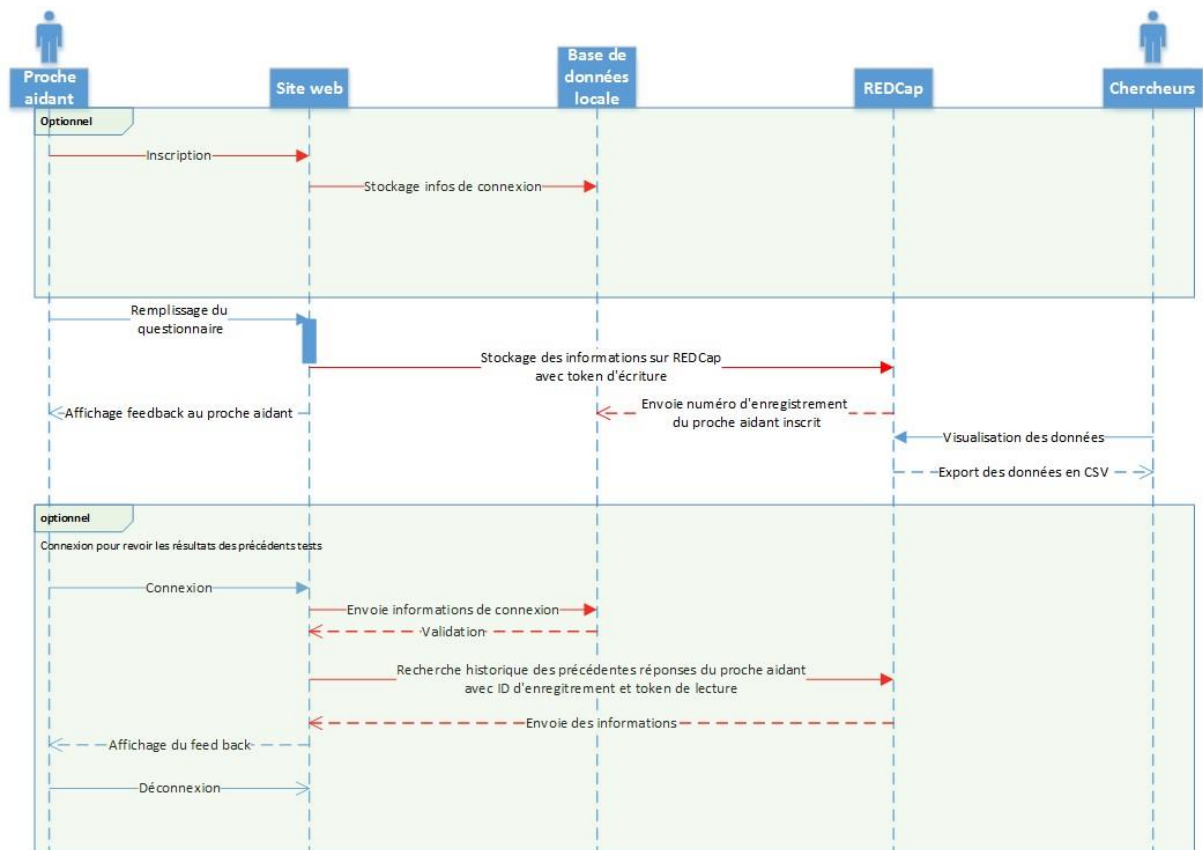 Proche
aidant
Site web
Base de
données
locale
REDCap
Chercheurs
Optionnel
Inscription
Stockage infos de connexion
Remplissage du
questionnaire
Stockage des informations sur REDCap
avec token d'écriture
Affichage feedback au proche aidant
Envoie numéro d'enregistrement
du proche aidant inscrit
Visualisation des données
Export des données en CSV
optionnel
Connexion pour revoir les résultats des précédents tests
Connexion
Envoie informations de connexion
Validation
Recherche historique des précédentes réponses du proche aidant
avec ID d'enregitrement et token de lecture
Envoie des informations
Affichage du feed back
Déconnexion